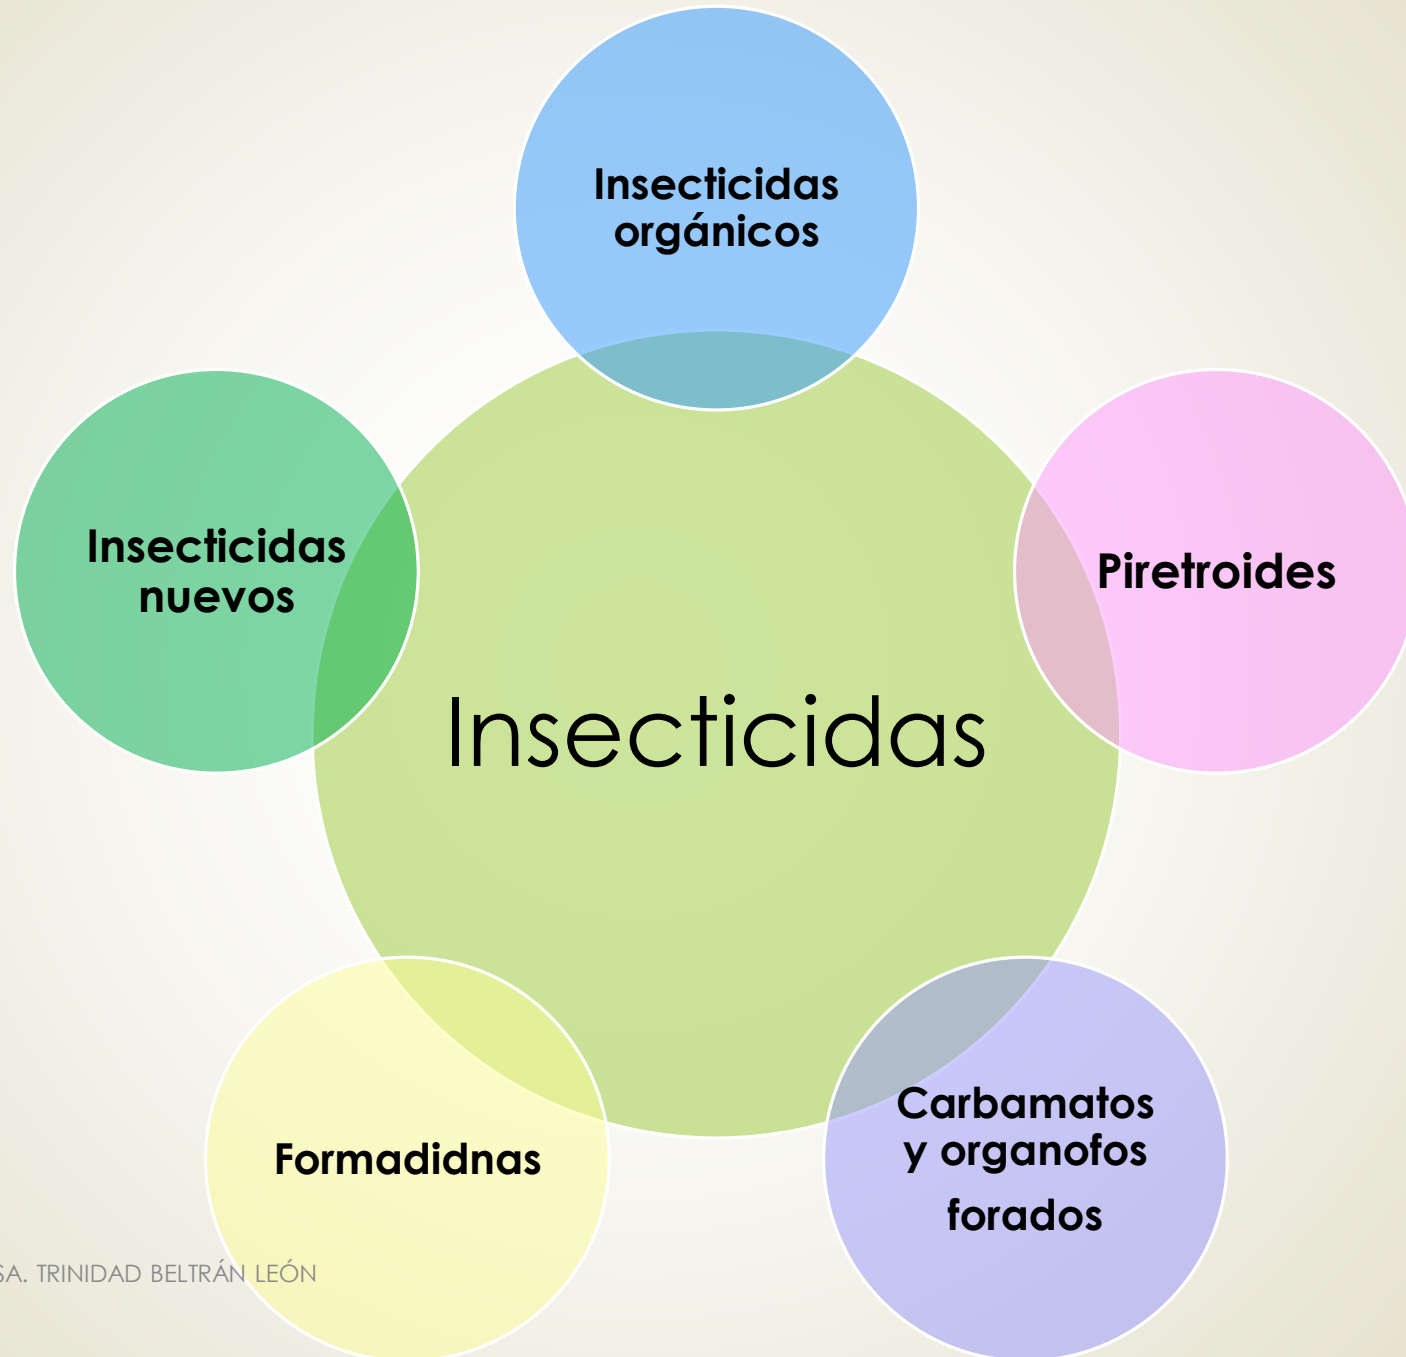 Insecticidas
orgánicos
Piretroides
Carbamatos
y organofos
forados
Formadidnas
Insecticidas
nuevos
Insecticidas
SA. TRINIDAD BELTRÁN LEÓN